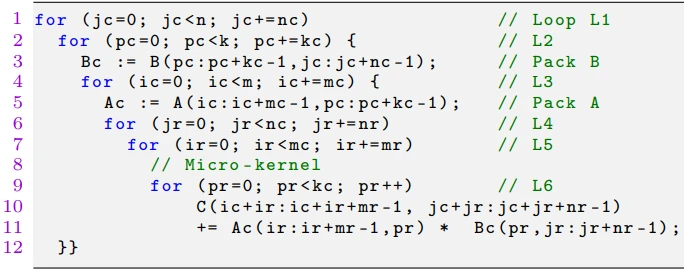 1 for (jc=0; jc<n; jc+=nc) // Loop L1
2 for (pc=0; pc<k; pc+=kc) { // L2
3 Bc := B(pc:pc+kc-1,jc:jc+nc-1); // Pack B
4 for (ic=0; ic<m; ic+=mc) { // L3
5 Ac := A(ic:ic+mc-1,pc:pc+kc-1); // Pack A
6 for (jr=0; jr<nc; jr+=nr) // L4
7 for (ir=0; ir<mc; ir+=mr) // L5
8 // Micro-kernel
9 for (pr=0; pr<kc; pr++) // L6
10 C(ic+ir:ic+ir+mr-1, jc+jr:jc+jr+nr-1)
11 += Ac(ir:ir+mr-1,pr) * Bc(pr,jr:jr+nr-1);
12 }}